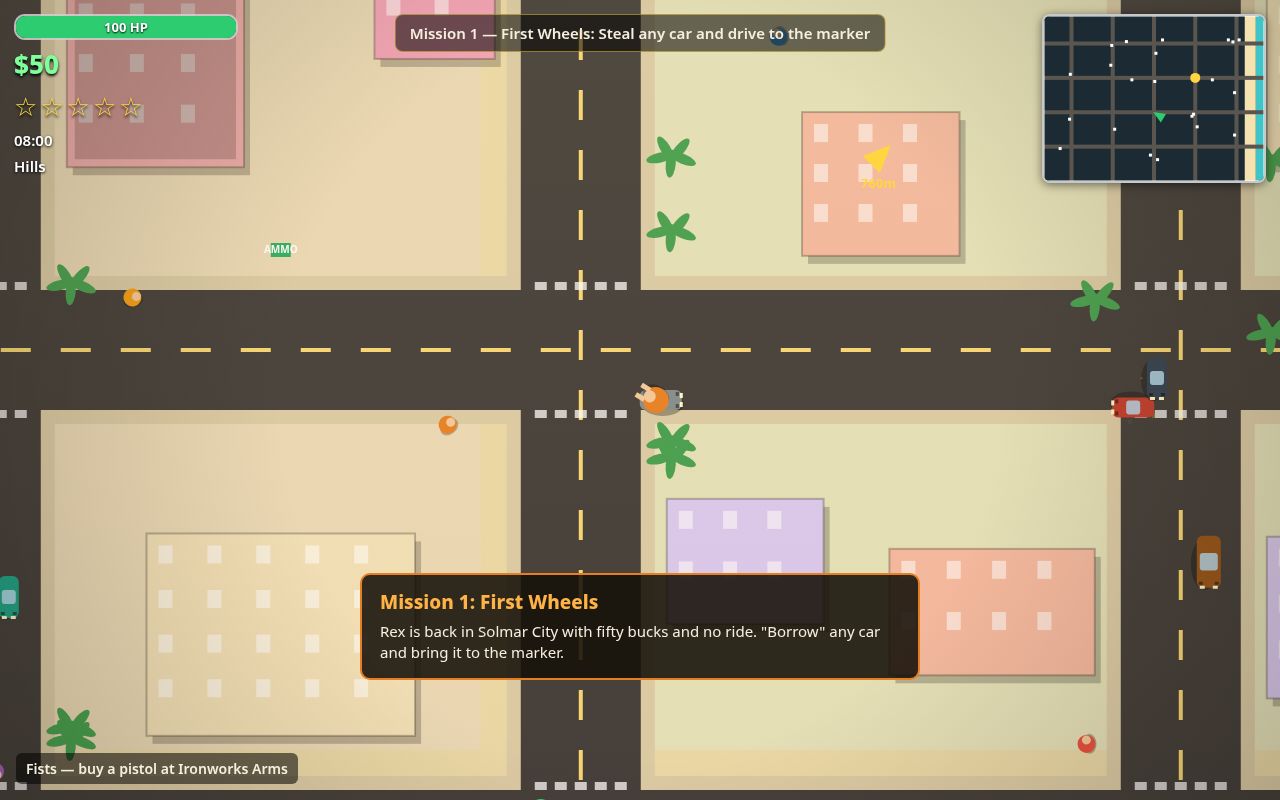 100 HP
$50
08:00
Hills
Mission 1 — First Wheels: Steal any car and drive to the marker
760m
AMMO
Mission 1: First Wheels
Rex is back in Solmar City with fifty bucks and no ride. "Borrow" any car
and bring it to the marker.
Fists — buy a pistol at Ironworks Arms